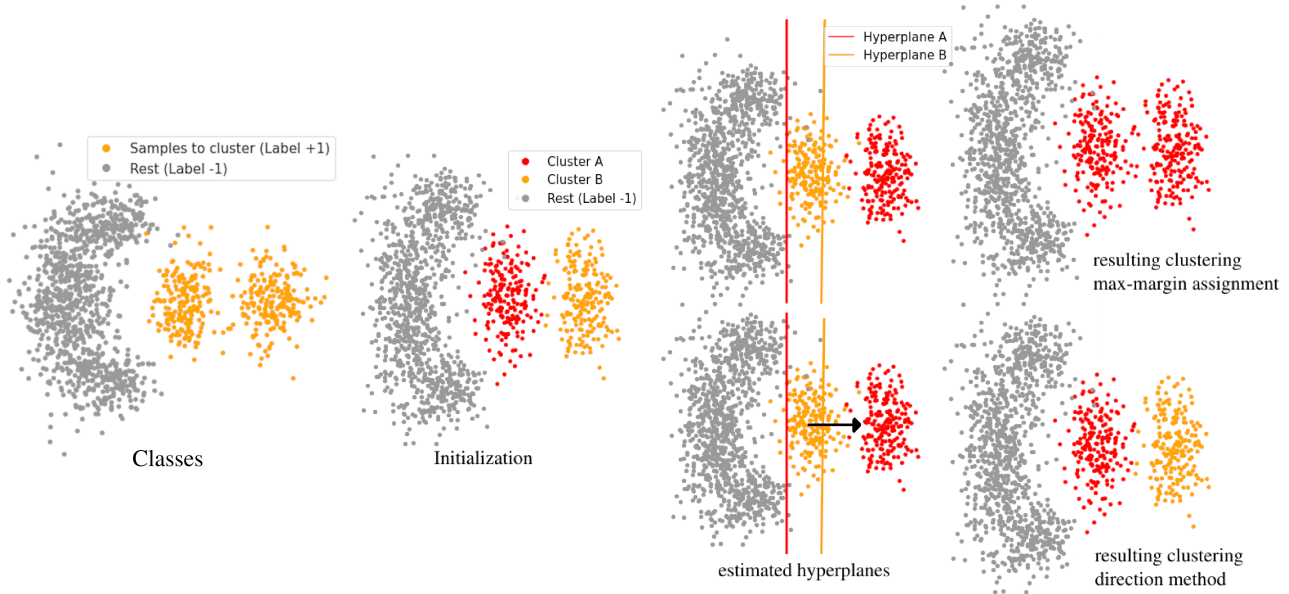 Samples to cluster (Label +1)
Rest (Label -1)
Classes
Cluster A
Cluster B
Rest (Label -1)
Initialization
Hyperplane A
Hyperplane B
estimated hyperplanes
resulting clustering
max-margin assignment
resulting clustering
direction method